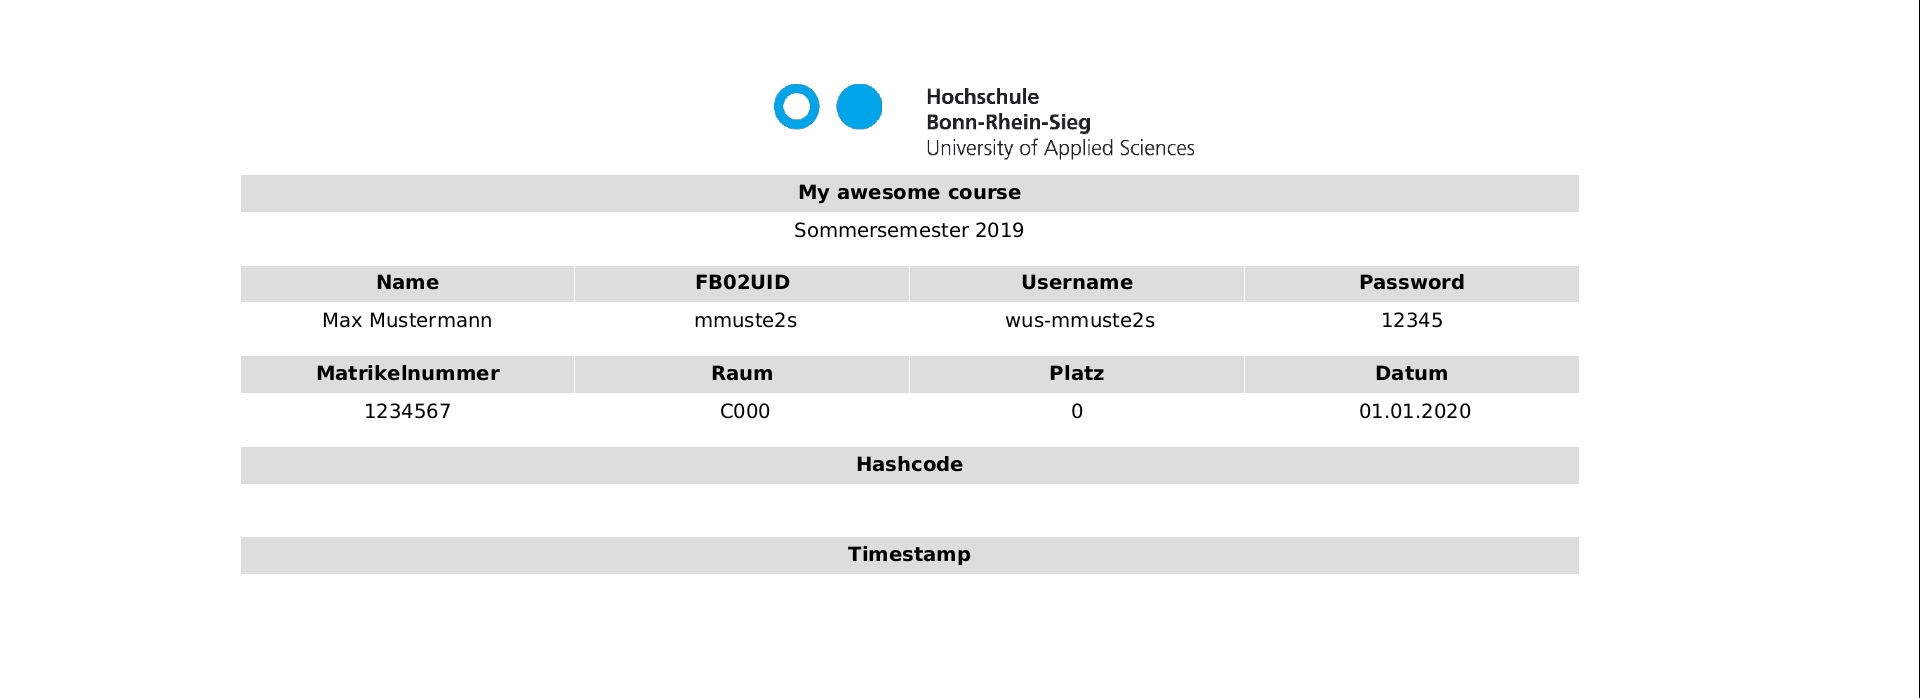 Hochschule
Bonn-Rhein-Sieg
University of Applied Sciences
My awesome course
Sommersemester 2019
Name FB02UID Username Password
Max Mustermann mmuste2s wus-mmuste2s 12345
Matrikelnummer Raum Platz Datum
1234567 C000 0 01.01.2020
Hashcode
Timestamp